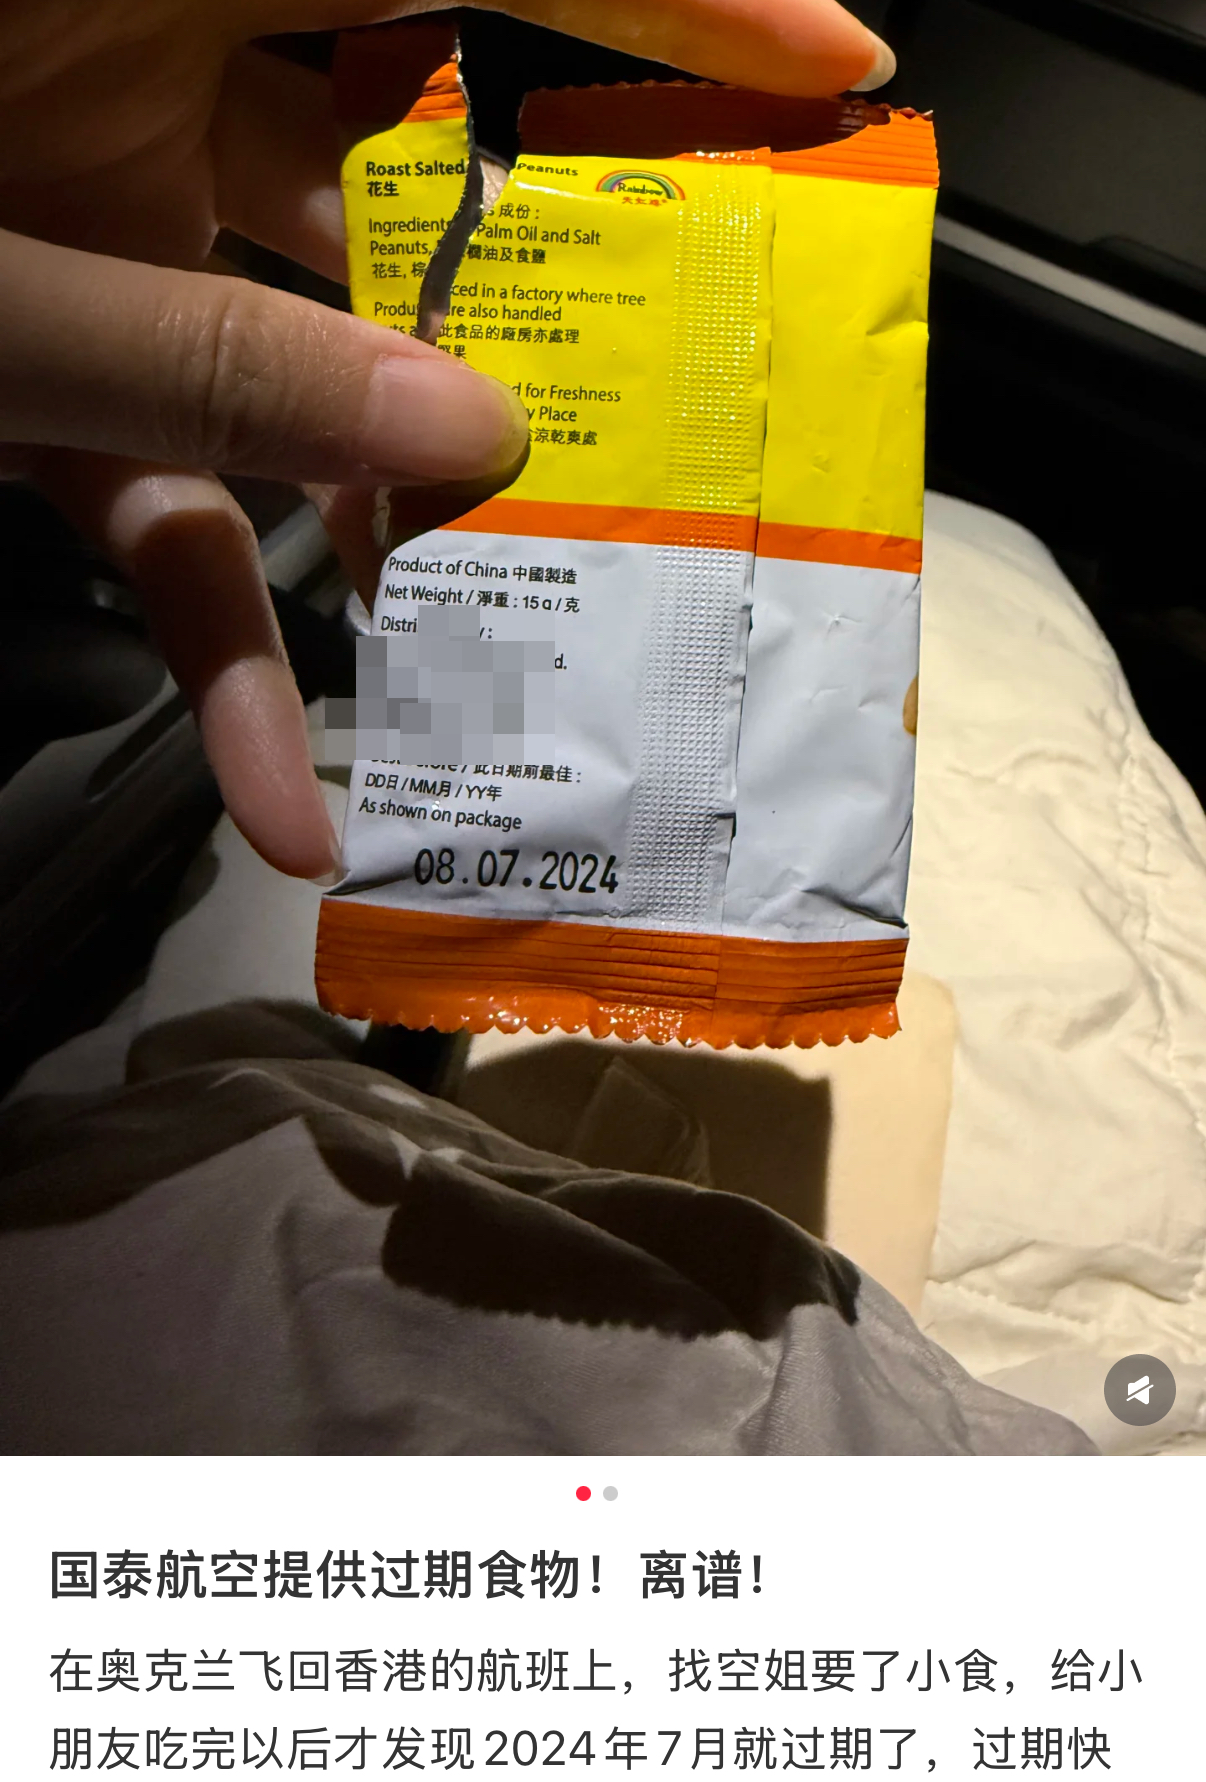 Roast Salted Peanuts
花生
Rainbow
Ingredients 成份：
Peanuts, Palm Oil and Salt
花生, 棕櫚油及食鹽
Produced in a factory where tree
nuts are also handled
此食品的廠房亦處理
堅果
for Freshness
Place
涼乾爽處
Product of China 中國製造
Net Weight / 淨重 : 15g / 克
Distri y :
d.
/ 此日期前最佳 :
DD日 / MM月 / YY年
As shown on package
08.07.2024
国泰航空提供过期食物！离谱！
在奥克兰飞回香港的航班上，找空姐要了小食，给小
朋友吃完以后才发现2024年7月就过期了，过期快